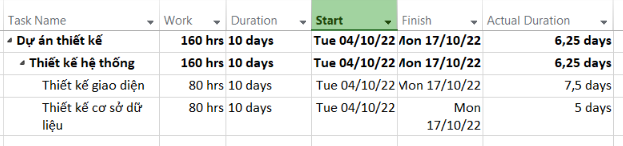 Task Name Work Duration Start Finish Actual Duration
Dự án thiết kế 160 hrs 10 days Tue 04/10/22 Mon 17/10/22 6,25 days
Thiết kế hệ thống 160 hrs 10 days Tue 04/10/22 Mon 17/10/22 6,25 days
Thiết kế giao diện 80 hrs 10 days Tue 04/10/22 Mon 17/10/22 7,5 days
Thiết kế cơ sở dữ 80 hrs 10 days Tue 04/10/22 Mon 5 days
liệu 17/10/22